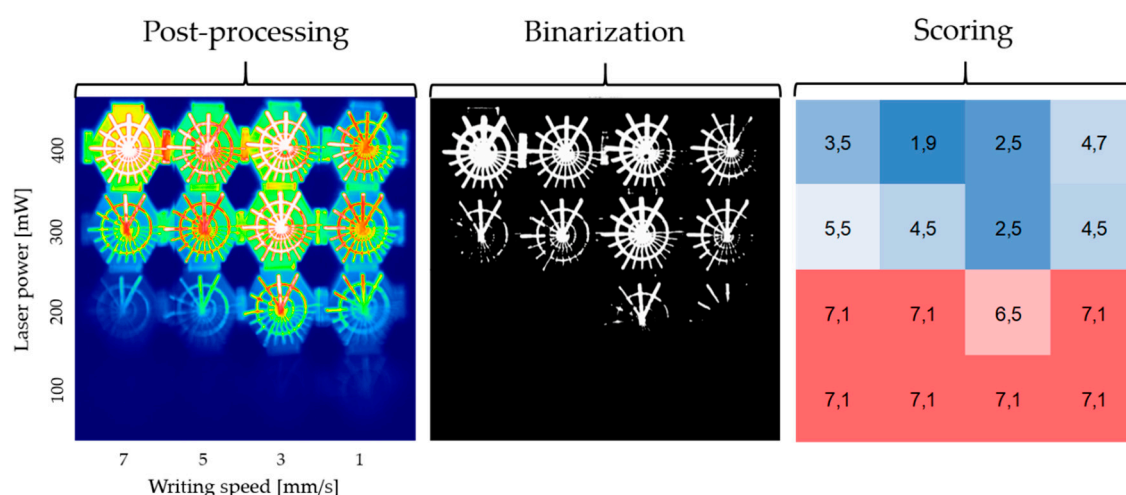 Post-processing Binarization Scoring
Laser power [mW]
400
300
200
100
7 5 3 1
Writing speed [mm/s]
3,5 1,9 2,5 4,7
5,5 4,5 2,5 4,5
7,1 7,1 6,5 7,1
7,1 7,1 7,1 7,1